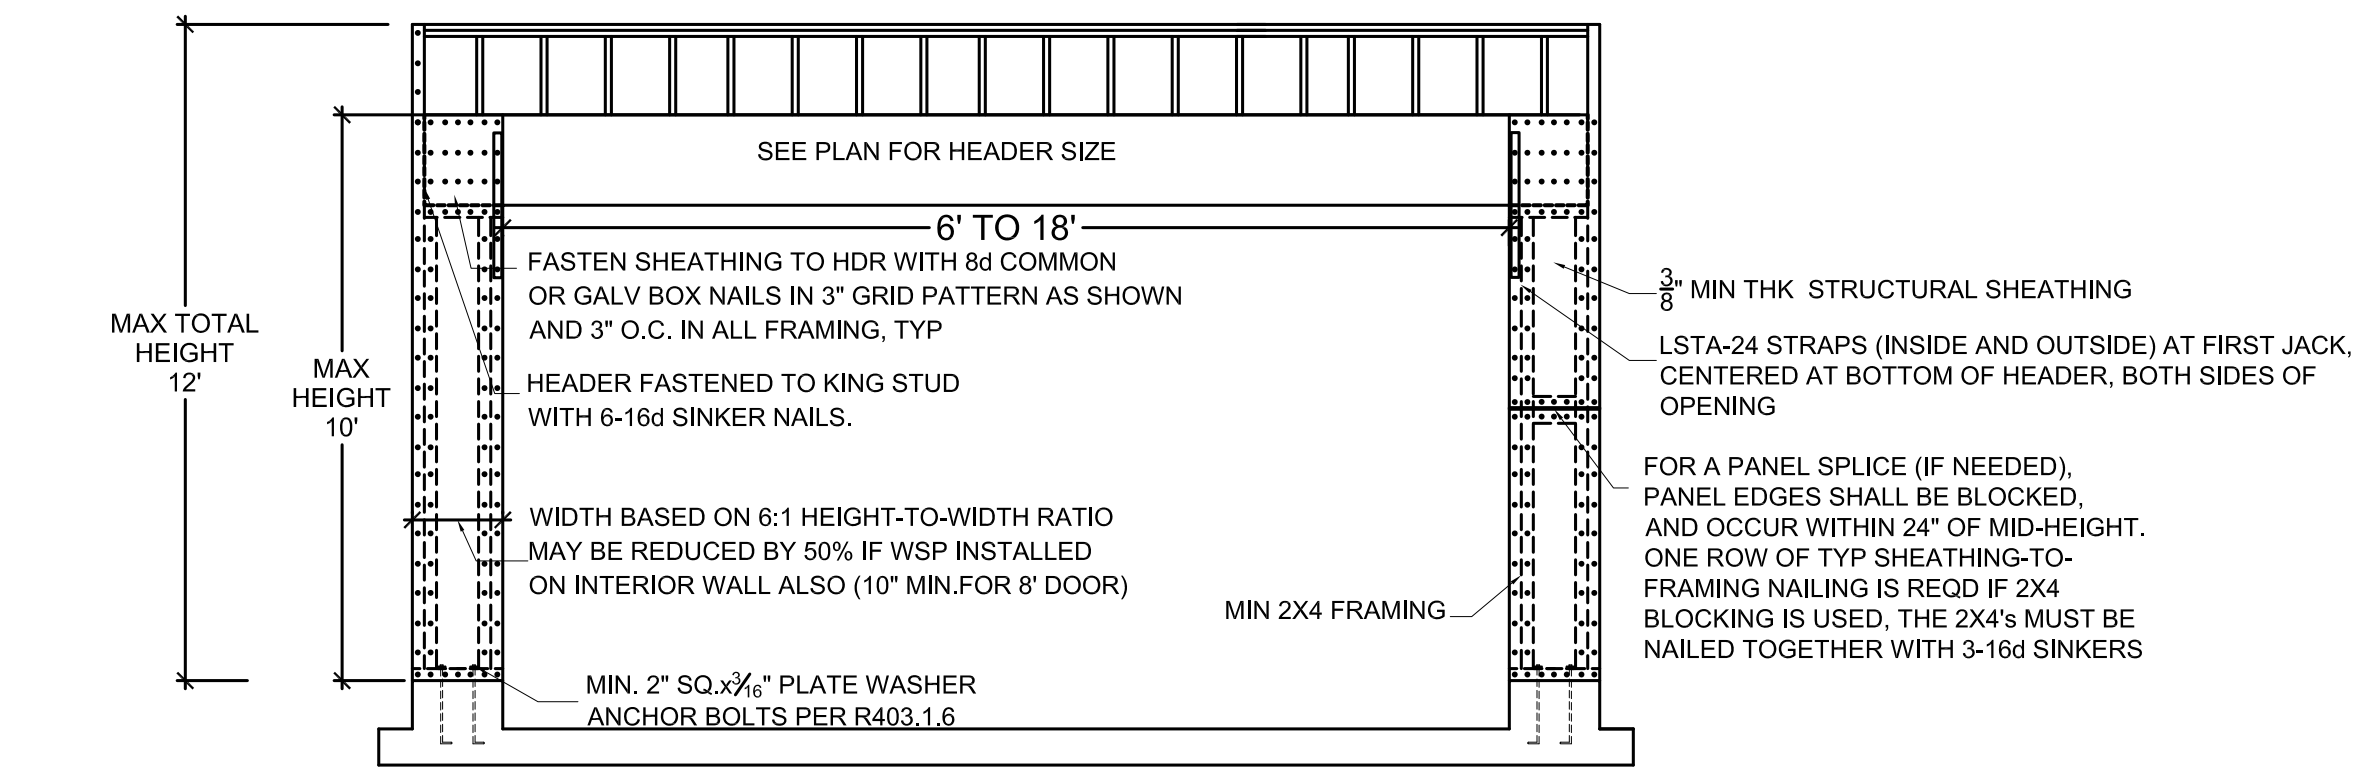 SEE PLAN FOR HEADER SIZE
6' TO 18'
FASTEN SHEATHING TO HDR WITH 8d COMMON
OR GALV BOX NAILS IN 3" GRID PATTERN AS SHOWN
AND 3" O.C. IN ALL FRAMING, TYP
MAX TOTAL
HEIGHT
12'
MAX
HEIGHT
10'
HEADER FASTENED TO KING STUD
WITH 6-16d SINKER NAILS.
WIDTH BASED ON 6:1 HEIGHT-TO-WIDTH RATIO
MAY BE REDUCED BY 50% IF WSP INSTALLED
ON INTERIOR WALL ALSO (10" MIN.FOR 8' DOOR)
MIN. 2" SQ.x3/16" PLATE WASHER
ANCHOR BOLTS PER R403.1.6
3/8" MIN THK STRUCTURAL SHEATHING
LSTA-24 STRAPS (INSIDE AND OUTSIDE) AT FIRST JACK,
CENTERED AT BOTTOM OF HEADER, BOTH SIDES OF
OPENING
FOR A PANEL SPLICE (IF NEEDED),
PANEL EDGES SHALL BE BLOCKED,
AND OCCUR WITHIN 24" OF MID-HEIGHT.
ONE ROW OF TYP SHEATHING-TO-
FRAMING NAILING IS REQD IF 2X4
BLOCKING IS USED, THE 2X4's MUST BE
NAILED TOGETHER WITH 3-16d SINKERS
MIN 2X4 FRAMING